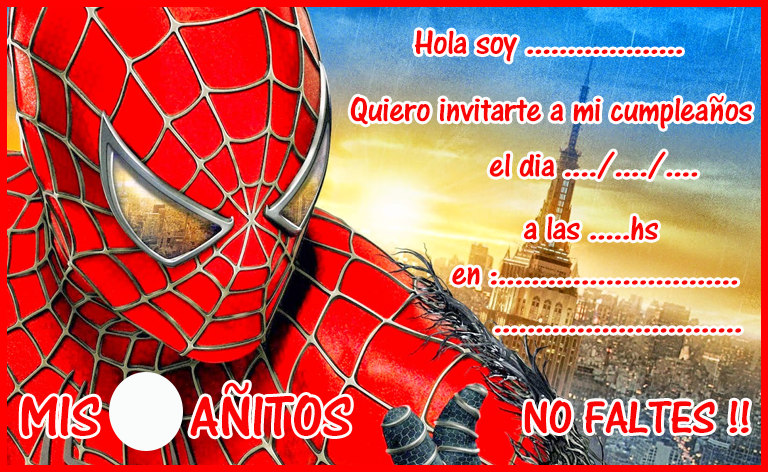 Hola soy ...................
Quiero invitarte a mi cumpleaños
el dia ..../..../....
a las .....hs
en :.............................
..............................
MIS AÑITOS
NO FALTES !!